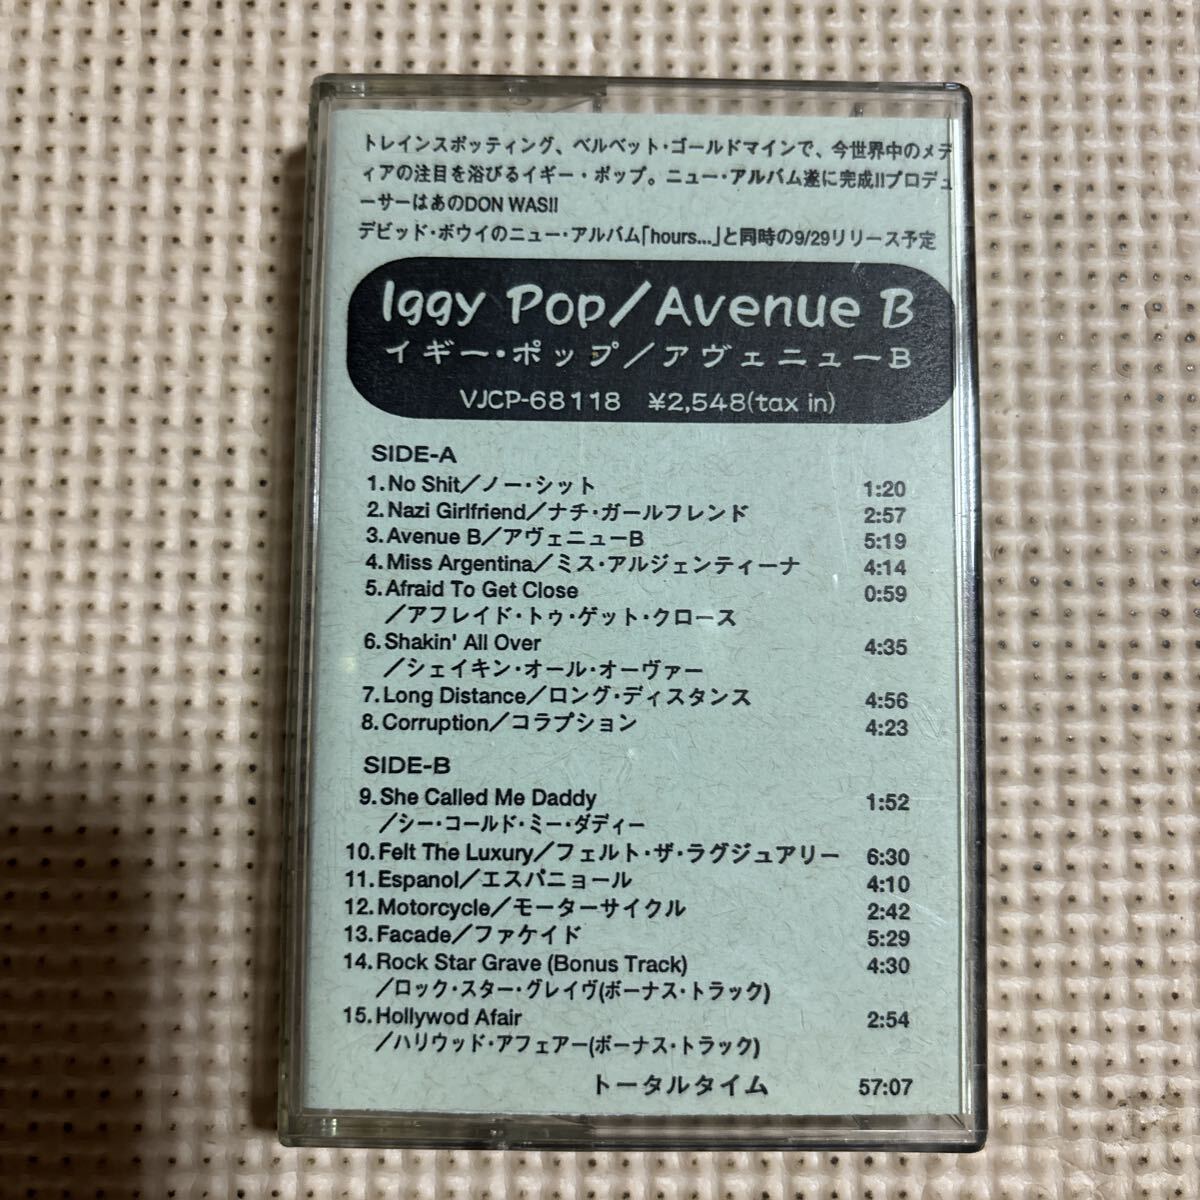 トレインスポッティング、ベルベット・ゴールドマインで、今世界中のメデ
ィアの注目を浴びるイギー・ポップ。ニュー・アルバム遂に完成!!プロデュ
ーサーはあのDON WAS!!
デビッド・ボウイのニュー・アルバム「hours...」と同時の9/29リリース予定
Iggy Pop/Avenue B
イギー・ポップ/アヴェニューB
VJCP-68118 ¥2,548(tax in)
SIDE-A
1.No Shit/ノー・シット 1:20
2.Nazi Girlfriend/ナチ・ガールフレンド 2:57
3.Avenue B/アヴェニューB 5:19
4.Miss Argentina/ミス・アルジェンティーナ 4:14
5.Afraid To Get Close 0:59
/アフレイド・トゥ・ゲット・クロース
6.Shakin' All Over 4:35
/シェイキン・オール・オーヴァー
7.Long Distance/ロング・ディスタンス 4:56
8.Corruption/コラプション 4:23
SIDE-B
9.She Called Me Daddy 1:52
/シー・コールド・ミー・ダディー
10.Felt The Luxury/フェルト・ザ・ラグジュアリー 6:30
11.Espanol/エスパニョール 4:10
12.Motorcycle/モーターサイクル 2:42
13.Facade/ファケイド 5:29
14.Rock Star Grave (Bonus Track) 4:30
/ロック・スター・グレイヴ(ボーナス・トラック)
15.Hollywod Afair 2:54
/ハリウッド・アフェアー(ボーナス・トラック)
トータルタイム 57:07